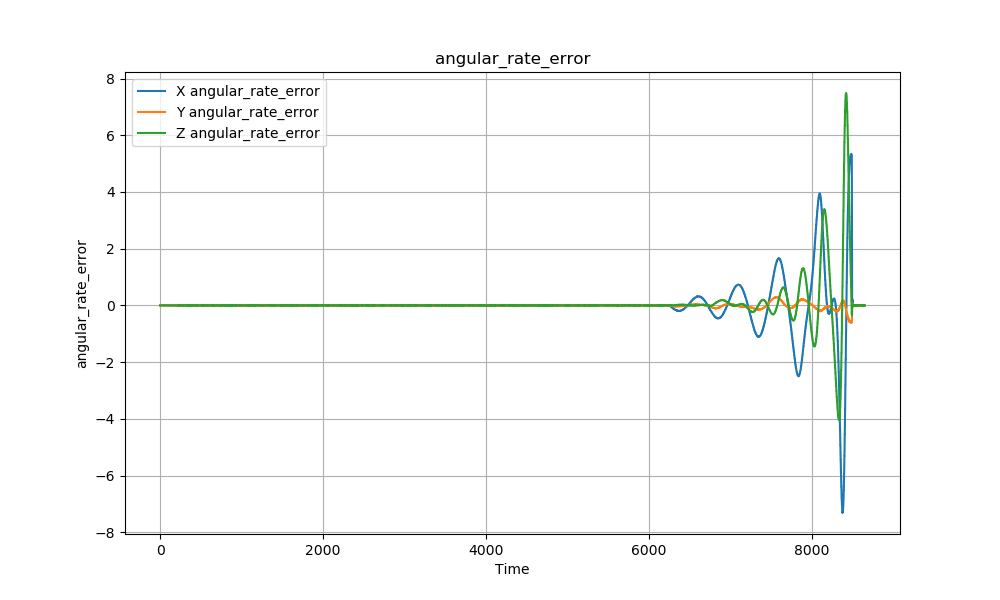 angular_rate_error
X angular_rate_error
Y angular_rate_error
Z angular_rate_error
angular_rate_error
8
6
4
2
0
−2
−4
−6
−8
0 2000 4000 6000 8000
Time